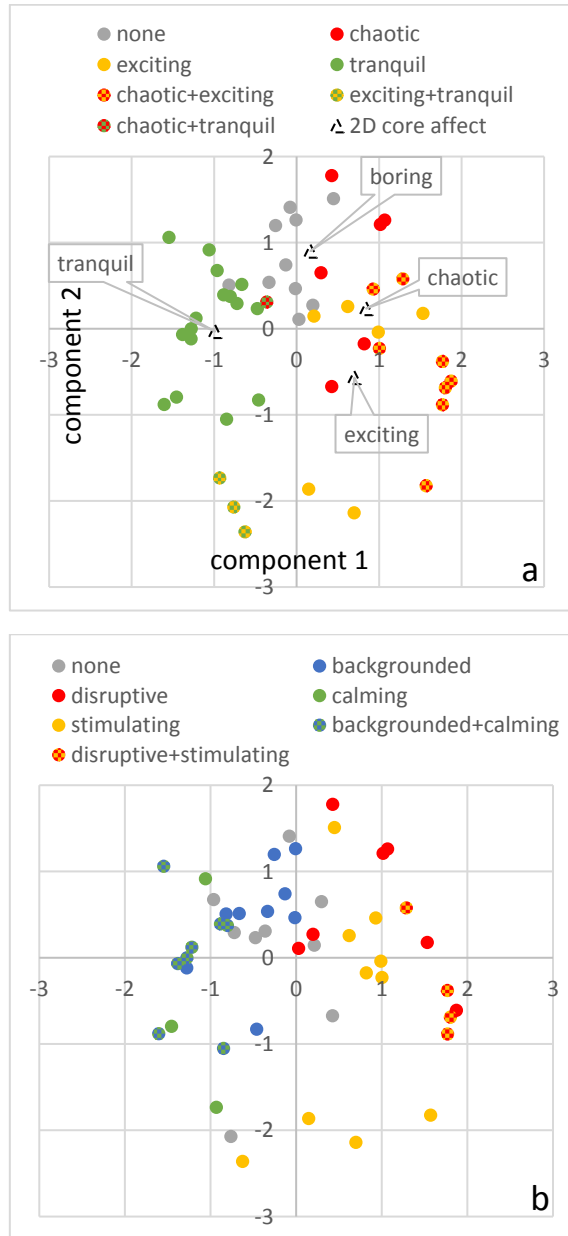 none chaotic
exciting tranquil
chaotic+exciting exciting+tranquil
chaotic+tranquil 2D core affect
2
boring
1
tranquil
chaotic
0
-3 -2 -1 0 1 2 3
component 2
-1
exciting
-2
component 1
-3
a
none backgrounded
disruptive calming
stimulating backgrounded+calming
disruptive+stimulating
2
1
0
-3 -2 -1 0 1 2 3
-1
-2
-3
b